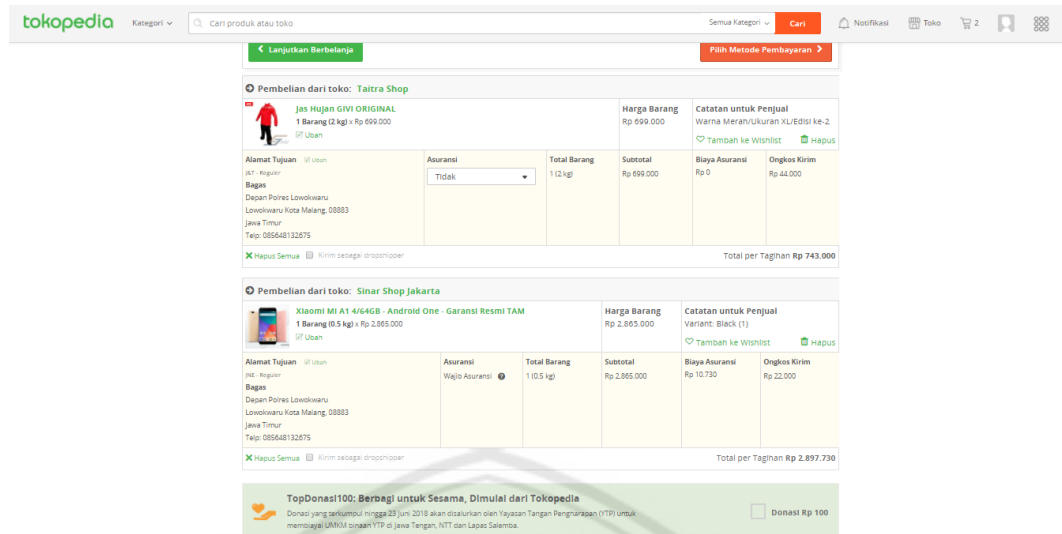 tokopedia Kategori Cari produk atau toko Semua Kategori Cari Notifikasi Toko 2
Lanjutkan Berbelanja Pilih Metode Pembayaran
Pembelian dari toko: Taitra Shop
Jas Hujan GIVI ORIGINAL Harga Barang Catatan untuk Penjual
1 Barang (2 kg) x Rp 699.000 Rp 699.000 Warna Merah/Ukuran XL/Edisi ke-2
Ubah Tambah ke Wishlist Hapus
Alamat Tujuan Ubah Asuransi Total Barang Subtotal Biaya Asuransi Ongkos Kirim
J&T - Reguler Tidak 1 (2 kg) Rp 699.000 Rp 0 Rp 44.000
Bagas
Depan Polres Lowokwaru
Lowokwaru Kota Malang, 08883
Jawa Timur
Telp: 085648132675
Hapus Semua Kirim sebagai dropshipper Total per Tagihan Rp 743.000
Pembelian dari toko: Sinar Shop Jakarta
Xiaomi Mi A1 4/64GB - Android One - Garansi Resmi TAM Harga Barang Catatan untuk Penjual
1 Barang (0.5 kg) x Rp 2.865.000 Rp 2.865.000 Variant: Black (1)
Ubah Tambah ke Wishlist Hapus
Alamat Tujuan Ubah Asuransi Total Barang Subtotal Biaya Asuransi Ongkos Kirim
JNE - Reguler Wajib Asuransi 1 (0.5 kg) Rp 2.865.000 Rp 10.730 Rp 22.000
Bagas
Depan Polres Lowokwaru
Lowokwaru Kota Malang, 08883
Jawa Timur
Telp: 085648132675
Hapus Semua Kirim sebagai dropshipper Total per Tagihan Rp 2.897.730
TopDonasi100: Berbagi untuk Sesama, Dimulai dari Tokopedia
Donasi yang terkumpul hingga 23 Juni 2018 akan disalurkan oleh Yayasan Tangan Pengharapan (YTP) untuk Donasi Rp 100
membiayai UMKM binaan YTP di Jawa Tengah, NTT dan Lapas Salemba.